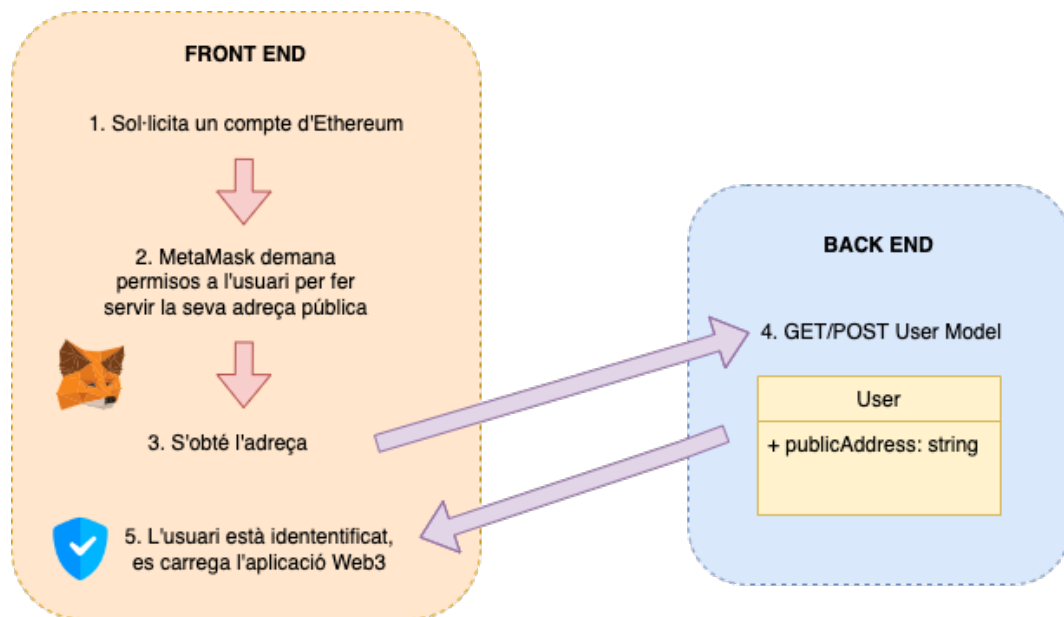 FRONT END
1. Sol·licita un compte d'Ethereum
2. MetaMask demana
permisos a l'usuari per fer
servir la seva adreça pública
3. S'obté l'adreça
BACK END
4. GET/POST User Model
User
+ publicAddress: string
5. L'usuari està idententificat,
es carrega l'aplicació Web3